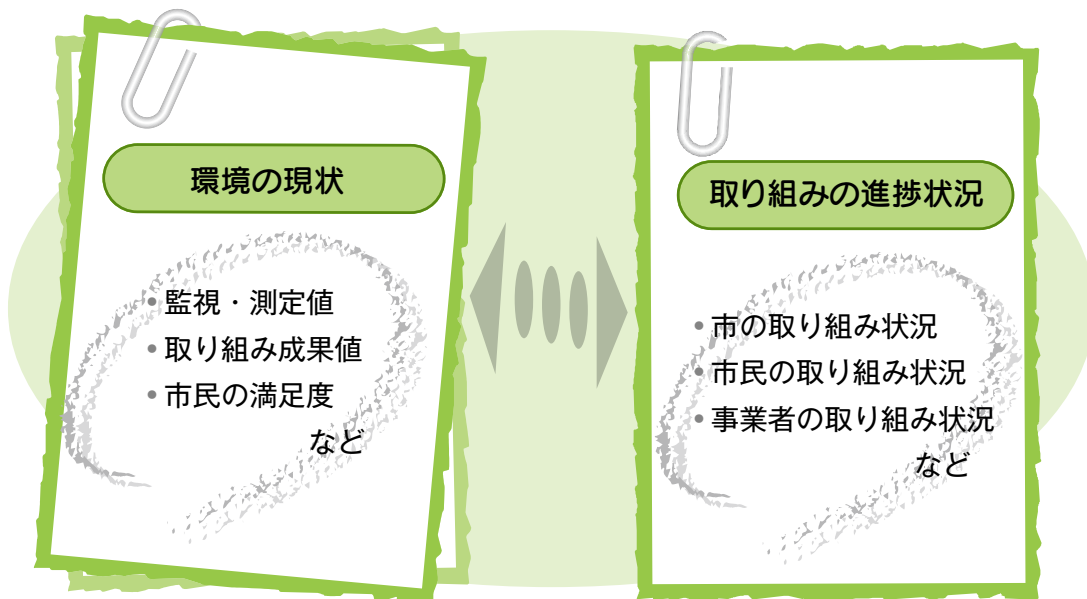 環境の現状
•監視・測定値
•取り組み成果値
•市民の満足度
など
取り組みの進捗状況
•市の取り組み状況
•市民の取り組み状況
•事業者の取り組み状況
など